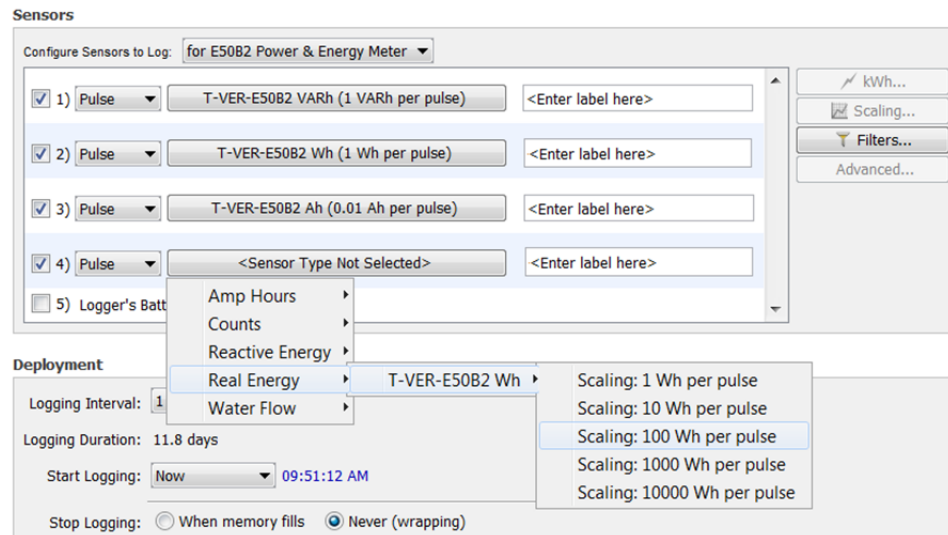 Sensors
Configure Sensors to Log: for E50B2 Power & Energy Meter
1) Pulse T-VER-E50B2 VARh (1 VARh per pulse) <Enter label here>
2) Pulse T-VER-E50B2 Wh (1 Wh per pulse) <Enter label here>
3) Pulse T-VER-E50B2 Ah (0.01 Ah per pulse) <Enter label here>
4) Pulse <Sensor Type Not Selected> <Enter label here>
5) Logger's Batt
kWh...
Scaling...
Filters...
Advanced...
Amp Hours
Counts
Reactive Energy
Real Energy
Water Flow
T-VER-E50B2 Wh
Scaling: 1 Wh per pulse
Scaling: 10 Wh per pulse
Scaling: 100 Wh per pulse
Scaling: 1000 Wh per pulse
Scaling: 10000 Wh per pulse
Deployment
Logging Interval: 1
Logging Duration: 11.8 days
Start Logging: Now 09:51:12 AM
Stop Logging: When memory fills Never (wrapping)